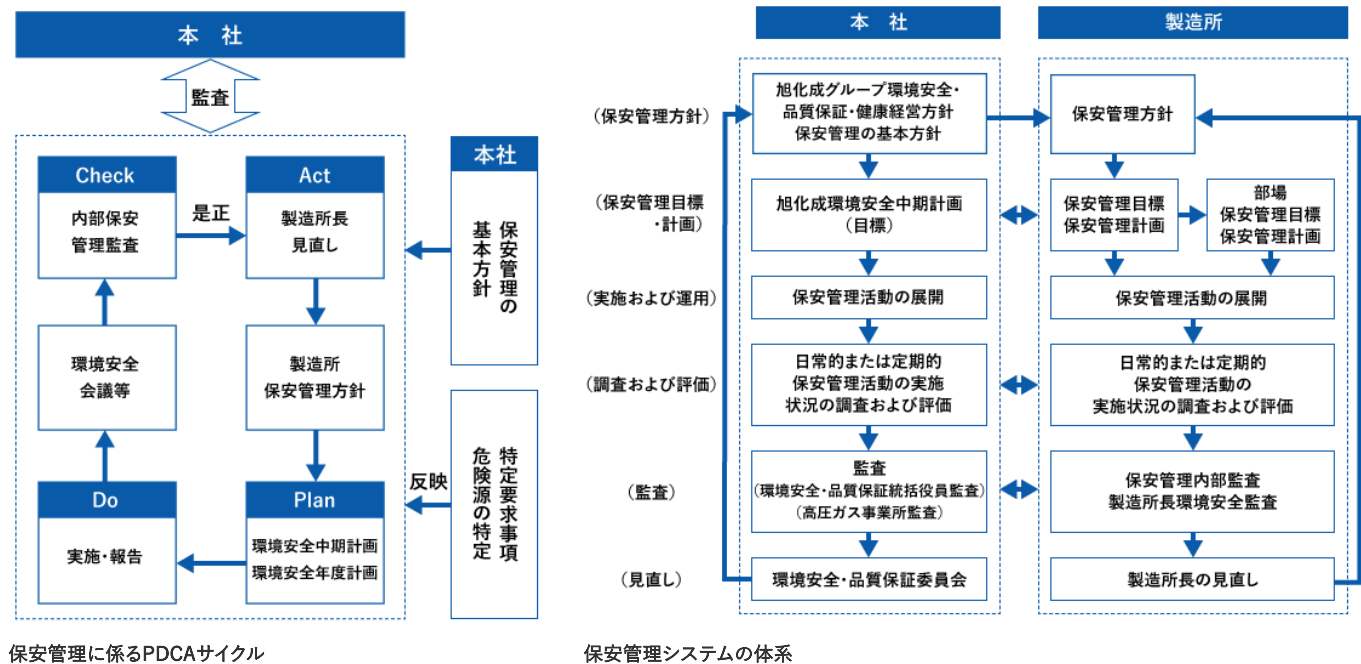 本 社
監査
Check
内部保安
管理監査
是正
Act
製造所長
見直し
環境安全
会議等
製造所
保安管理方針
Do
実施・報告
Plan
環境安全中期計画
環境安全年度計画
本社
保安管理の
基本方針
反映
特定要求事項
危険源の特定
保安管理に係るPDCAサイクル
本 社
製造所
(保安管理方針)
旭化成グループ環境安全・
品質保証・健康経営方針
保安管理の基本方針
保安管理方針
(保安管理目標
・計画)
旭化成環境安全中期計画
(目標)
保安管理目標
保安管理計画
部場
保安管理目標
保安管理計画
(実施および運用)
保安管理活動の展開
保安管理活動の展開
(調査および評価)
日常的または定期的
保安管理活動の実施
状況の調査および評価
日常的または定期的
保安管理活動の
実施状況の調査および評価
(監査)
監査
(環境安全・品質保証統括役員監査)
(高圧ガス事業所監査)
保安管理内部監査
製造所長環境安全監査
(見直し)
環境安全・品質保証委員会
製造所長の見直し
保安管理システムの体系